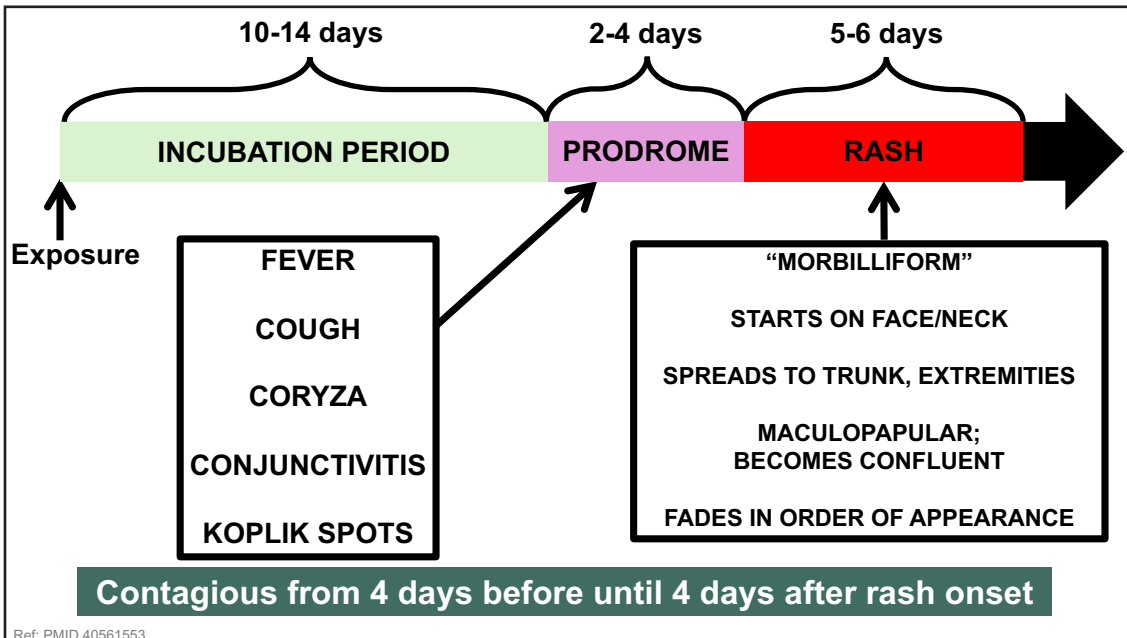 10-14 days
2-4 days
5-6 days
INCUBATION PERIOD
PRODROME
RASH
Exposure
FEVER
COUGH
CORYZA
CONJUNCTIVITIS
KOPLIK SPOTS
“MORBILLIFORM”
STARTS ON FACE/NECK
SPREADS TO TRUNK, EXTREMITIES
MACULOPAPULAR;
BECOMES CONFLUENT
FADES IN ORDER OF APPEARANCE
Contagious from 4 days before until 4 days after rash onset
Ref: PMID 40561553